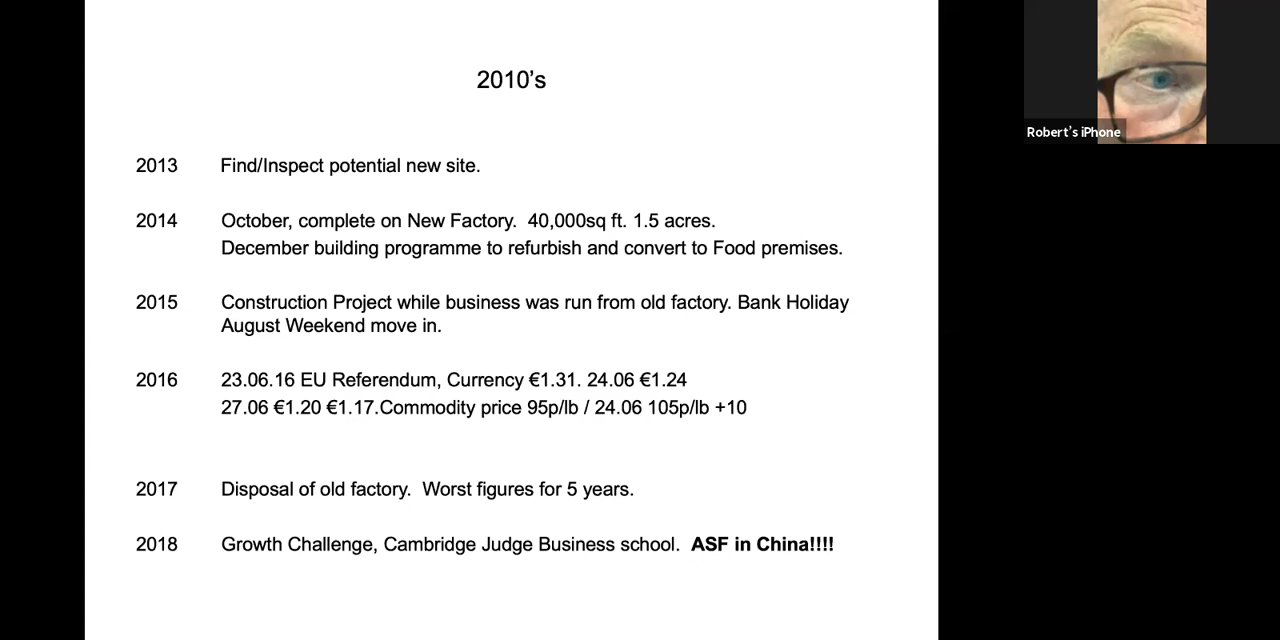 2010’s
2013 Find/Inspect potential new site.
2014 October, complete on New Factory.  40,000sq ft. 1.5 acres.
December building programme to refurbish and convert to Food premises.
2015 Construction Project while business was run from old factory. Bank Holiday
August Weekend move in.
2016 23.06.16 EU Referendum, Currency €1.31. 24.06 €1.24
27.06 €1.20 €1.17.Commodity price 95p/lb / 24.06 105p/lb +10
2017 Disposal of old factory.  Worst figures for 5 years.
2018 Growth Challenge, Cambridge Judge Business school.  ASF in China!!!!
Robert’s iPhone